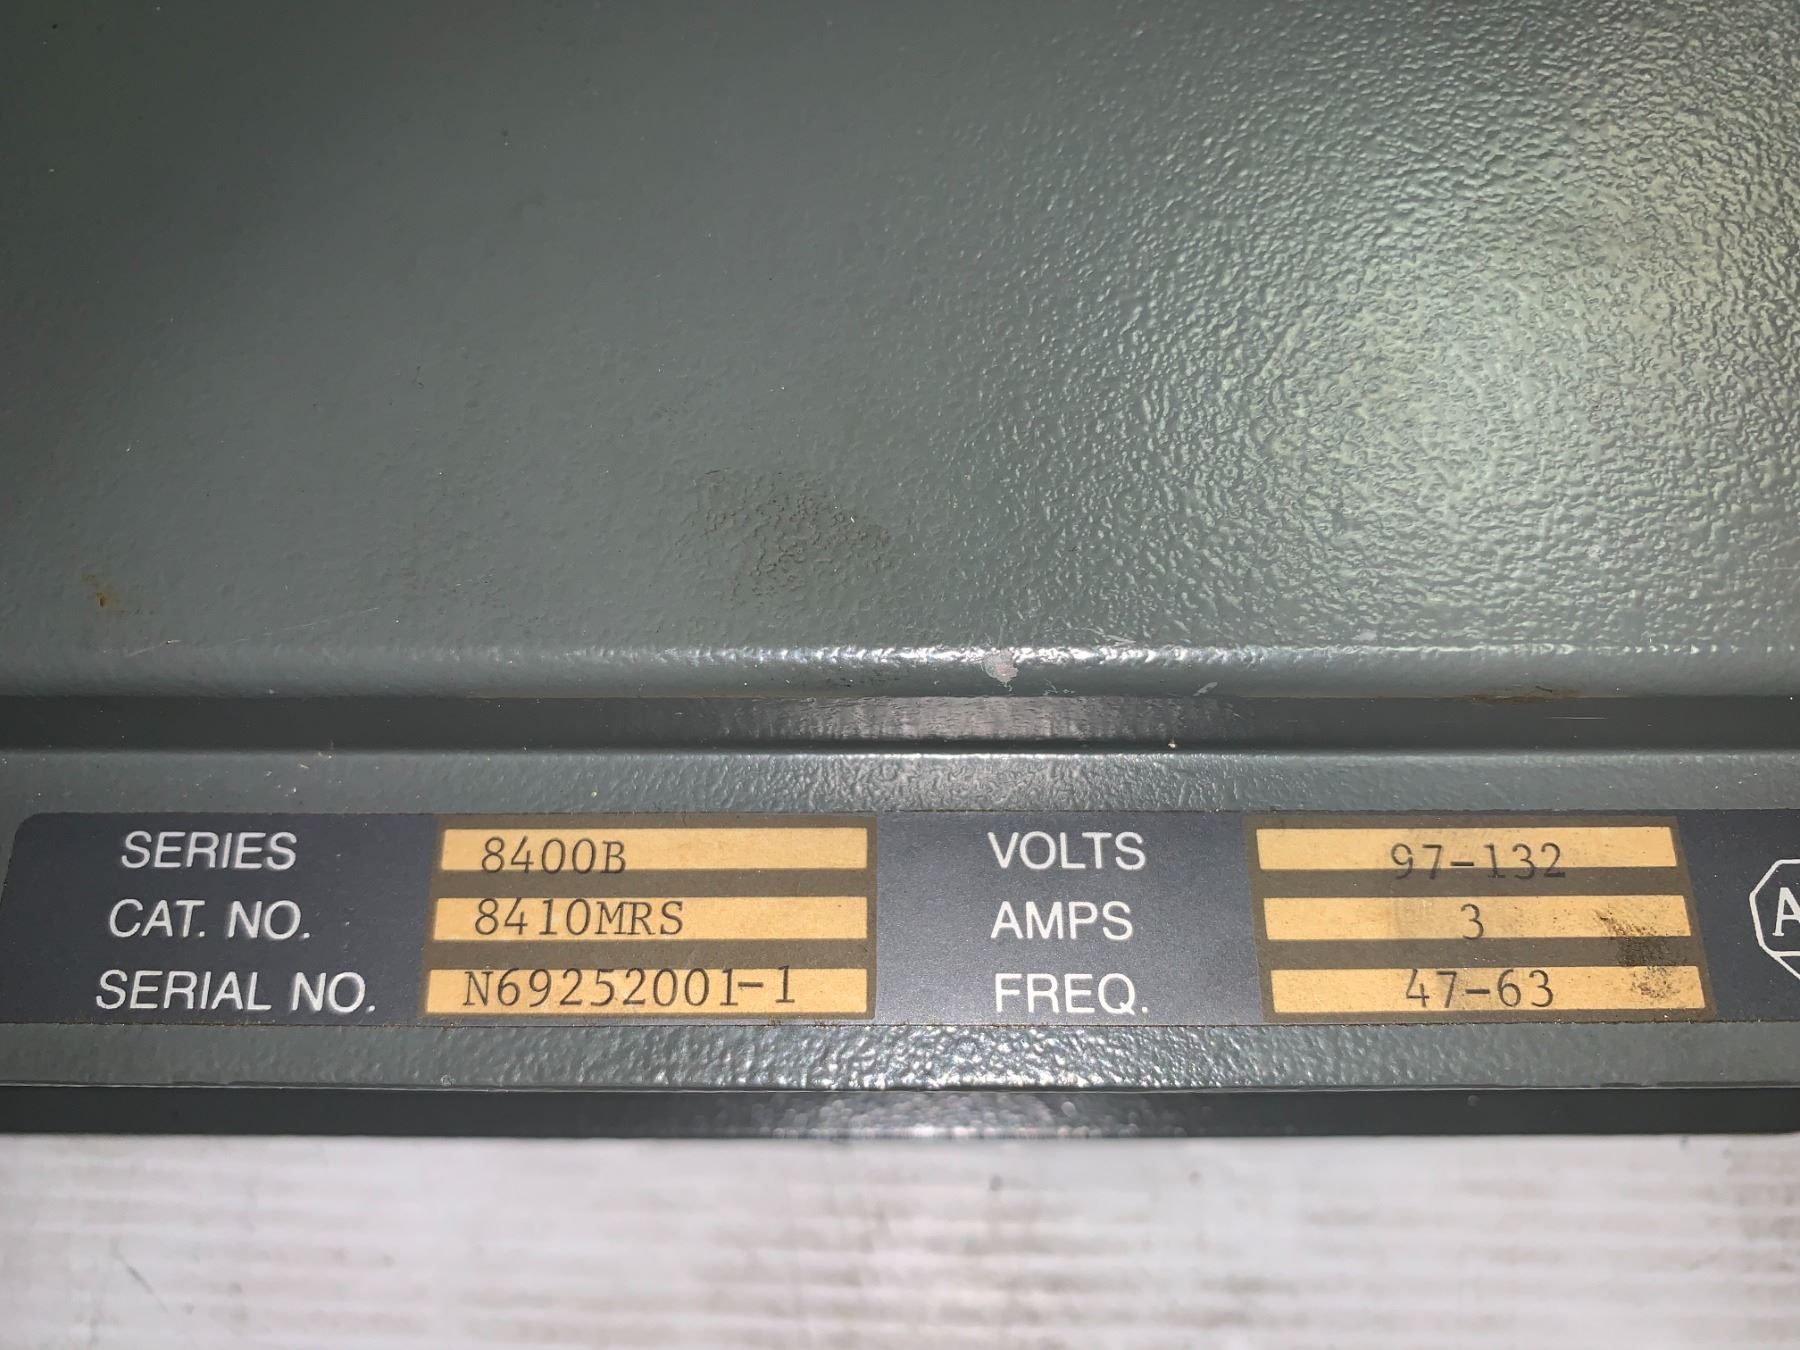 SERIES 8400B VOLTS 97-132
CAT. NO. 8410MRS AMPS 3
SERIAL NO. N69252001-1 FREQ. 47-63
A